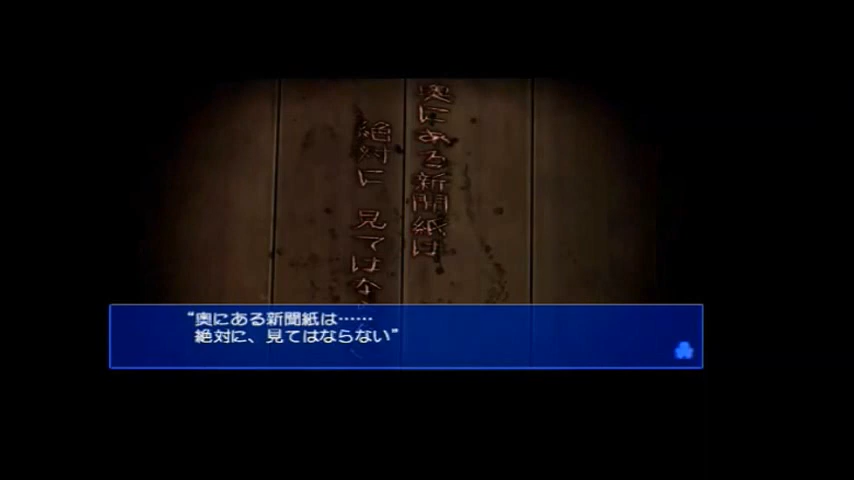 奥にある新聞紙は
絶対に 見てはな
“奥にある新聞紙は……
絶対に、見てはならない”